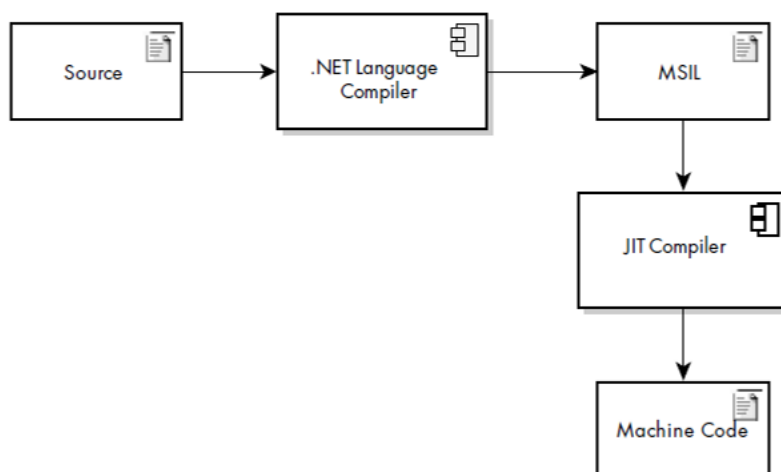 Source
.NET Language
Compiler
MSIL
JIT Compiler
Machine Code